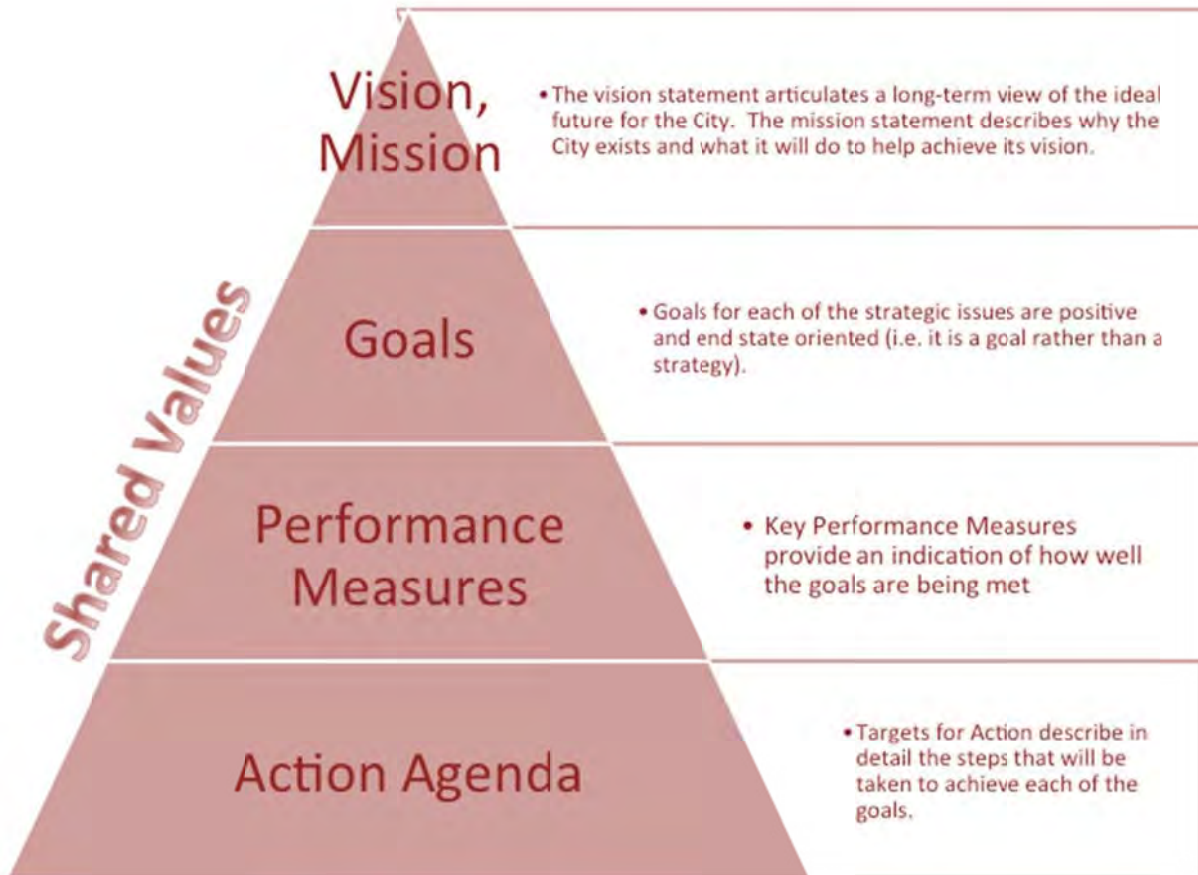 Vision,
Mission
•The vision statement articulates a long-term view of the ideal
future for the City.  The mission statement describes why the
City exists and what it will do to help achieve its vision.
Goals
•Goals for each of the strategic issues are positive
and end state oriented (i.e. it is a goal rather than a
strategy).
Shared Values
Performance
Measures
• Key Performance Measures
provide an indication of how well
the goals are being met
Action Agenda
•Targets for Action describe in
detail the steps that will be
taken to achieve each of the
goals.